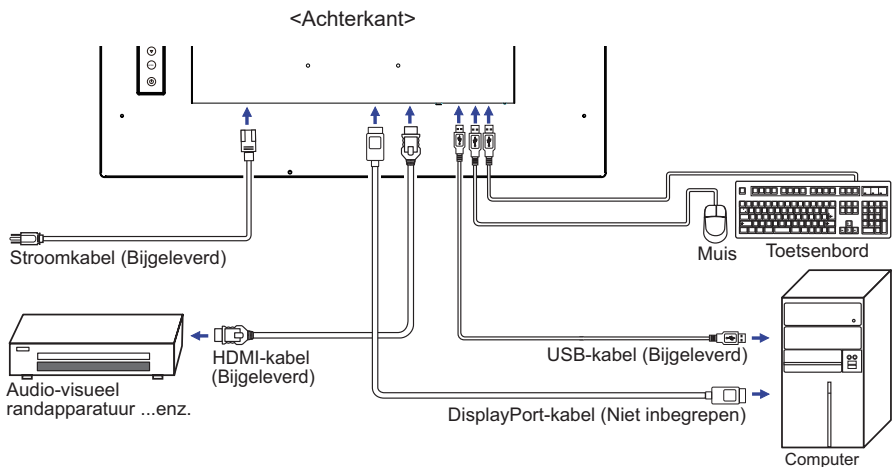 <Achterkant>
Stroomkabel (Bijgeleverd)
Muis
Toetsenbord
HDMI-kabel
(Bijgeleverd)
USB-kabel (Bijgeleverd)
Audio-visueel
randapparatuur ...enz.
DisplayPort-kabel (Niet inbegrepen)
Computer